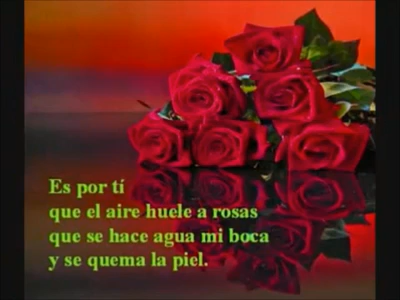 Es por tí
que el aire huele a rosas
que se hace agua mi boca
y se quema la piel.